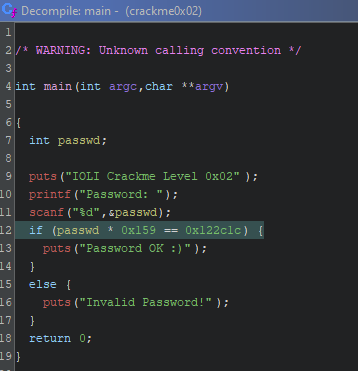 Decompile: main - (crackme0x02)
1
2 /* WARNING: Unknown calling convention */
3
4 int main(int argc,char **argv)
5
6 {
7 int passwd;
8
9 puts("IOLI Crackme Level 0x02");
10 printf("Password: ");
11 scanf("%d",&passwd);
12 if (passwd * 0x159 == 0x122c1c) {
13 puts("Password OK :)");
14 }
15 else {
16 puts("Invalid Password!");
17 }
18 return 0;
19 }